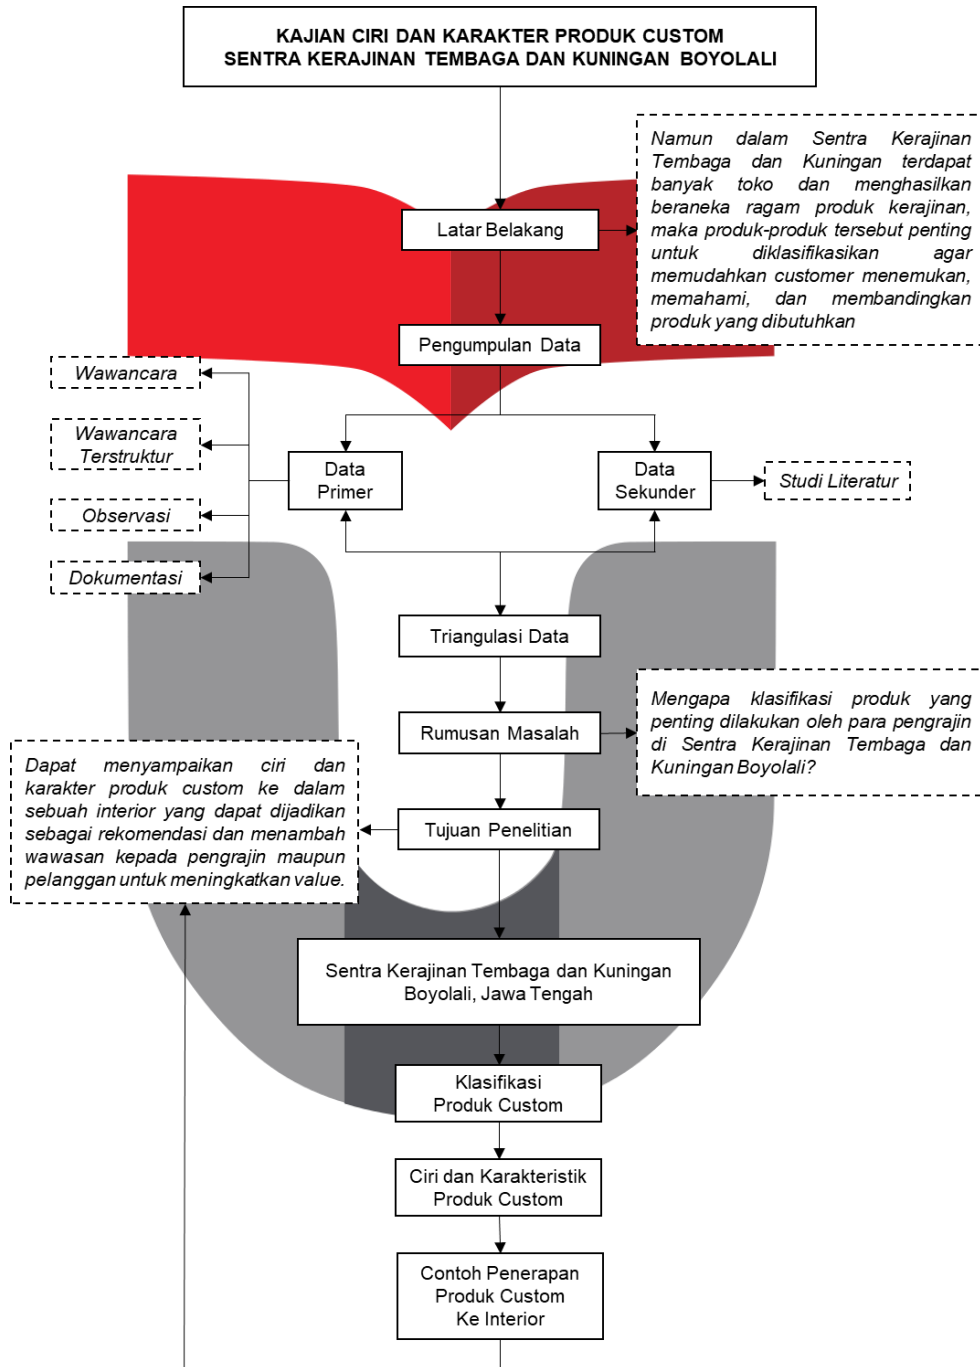 KAJIAN CIRI DAN KARAKTER PRODUK CUSTOM
SENTRA KERAJINAN TEMBAGA DAN KUNINGAN BOYOLALI
Namun dalam Sentra Kerajinan
Tembaga dan Kuningan terdapat
banyak toko dan menghasilkan
beraneka ragam produk kerajinan,
maka produk-produk tersebut penting
untuk diklasifikasikan agar
memudahkan customer menemukan,
memahami, dan membandingkan
produk yang dibutuhkan
Latar Belakang
Pengumpulan Data
Wawancara
Wawancara
Terstruktur
Observasi
Dokumentasi
Data
Primer
Data
Sekunder
Studi Literatur
Triangulasi Data
Rumusan Masalah
Mengapa klasifikasi produk yang
penting dilakukan oleh para pengrajin
di Sentra Kerajinan Tembaga dan
Kuningan Boyolali?
Tujuan Penelitian
Dapat menyampaikan ciri dan
karakter produk custom ke dalam
sebuah interior yang dapat dijadikan
sebagai rekomendasi dan menambah
wawasan kepada pengrajin maupun
pelanggan untuk meningkatkan value.
Sentra Kerajinan Tembaga dan Kuningan
Boyolali, Jawa Tengah
Klasifikasi
Produk Custom
Ciri dan Karakteristik
Produk Custom
Contoh Penerapan
Produk Custom
Ke Interior